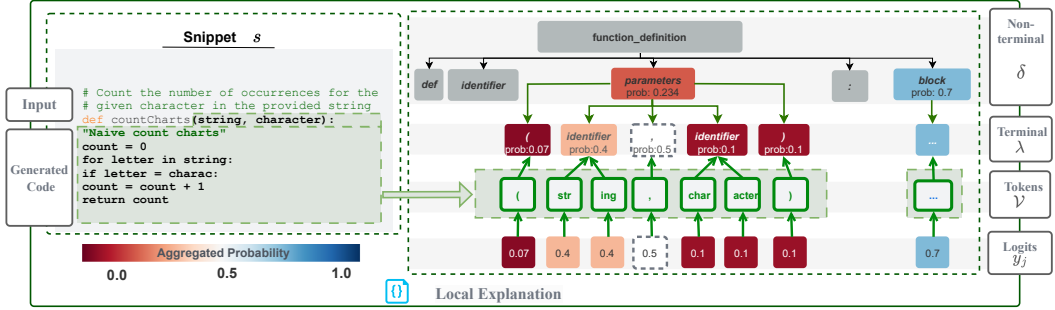 Snippet s
Input
Generated
Code
# Count the number of occurrences for the
# given character in the provided string
def countCharts(string, character):
"Naive count charts"
count = 0
for letter in string:
if letter = charac:
count = count + 1
return count
Aggregated Probability
0.0
0.5
1.0
function_definition
def
identifier
parameters
prob: 0.234
:
block
prob: 0.7
(
prob:0.07
identifier
prob:0.4
,
prob:0.5
identifier
prob:0.1
)
prob:0.1
...
(
str
ing
,
char
acter
)
...
0.07
0.4
0.4
0.5
0.1
0.1
0.1
0.7
Non-
terminal
δ
Terminal
λ
Tokens
𝒱
Logits
y_j
{}
Local Explanation